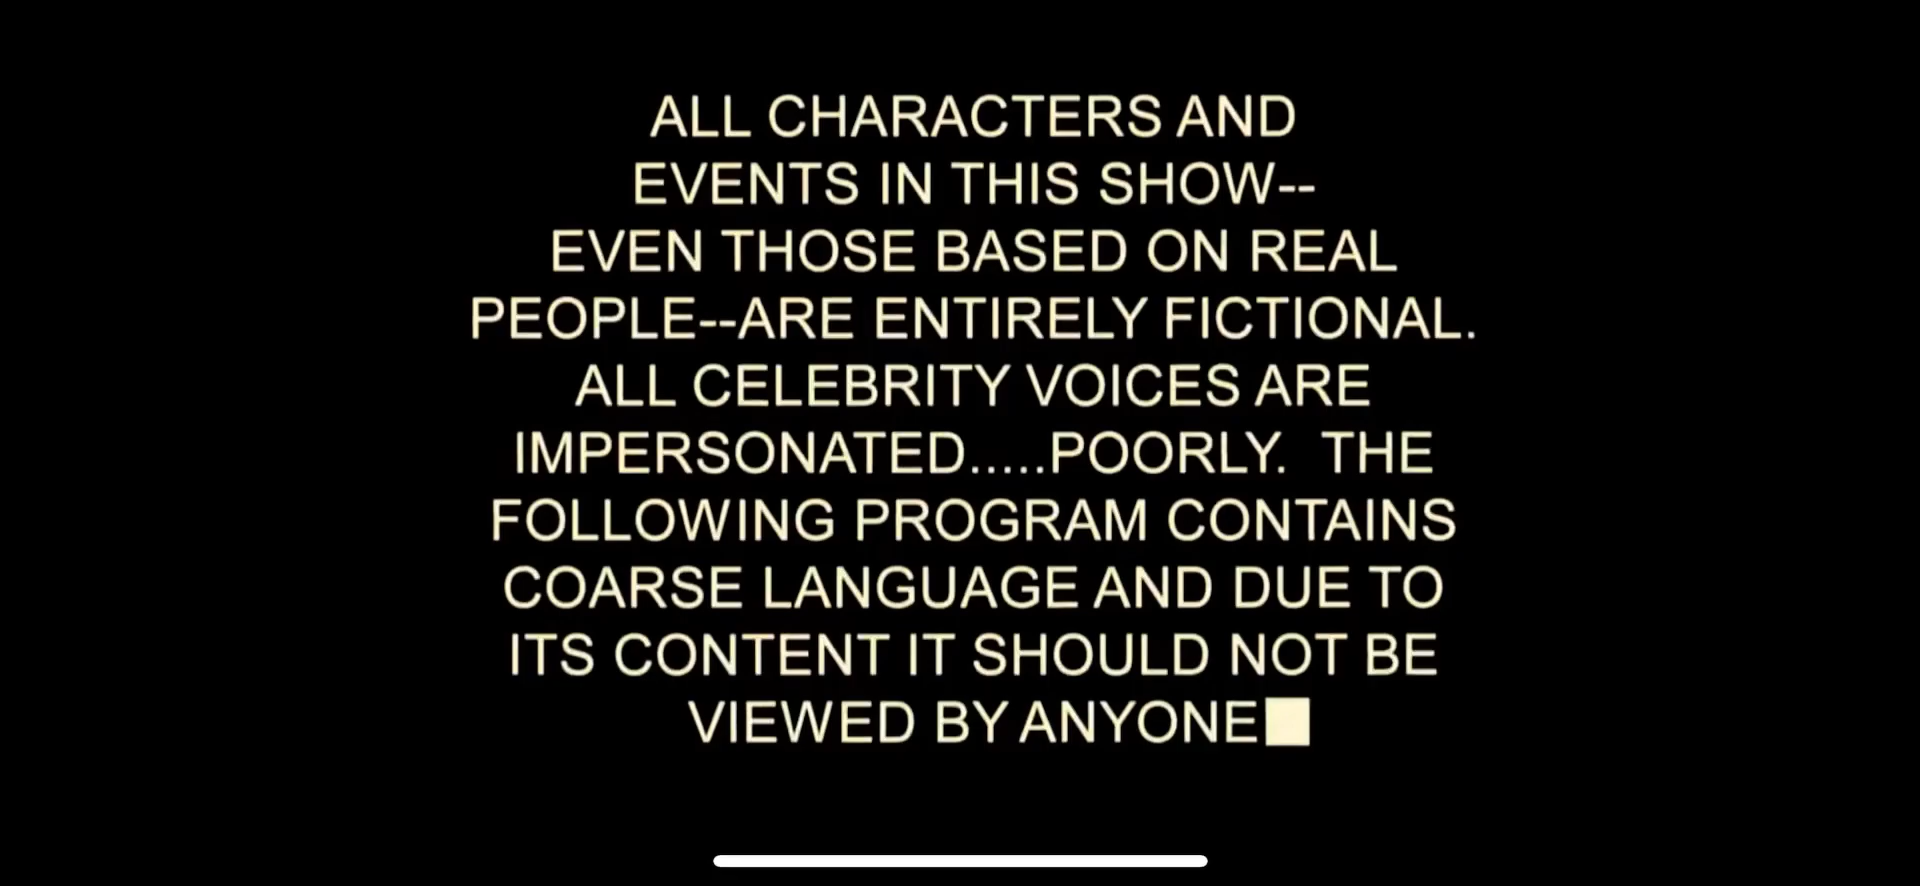 ALL CHARACTERS AND
EVENTS IN THIS SHOW--
EVEN THOSE BASED ON REAL
PEOPLE--ARE ENTIRELY FICTIONAL.
ALL CELEBRITY VOICES ARE
IMPERSONATED.....POORLY.  THE
FOLLOWING PROGRAM CONTAINS
COARSE LANGUAGE AND DUE TO
ITS CONTENT IT SHOULD NOT BE
VIEWED BY ANYONE